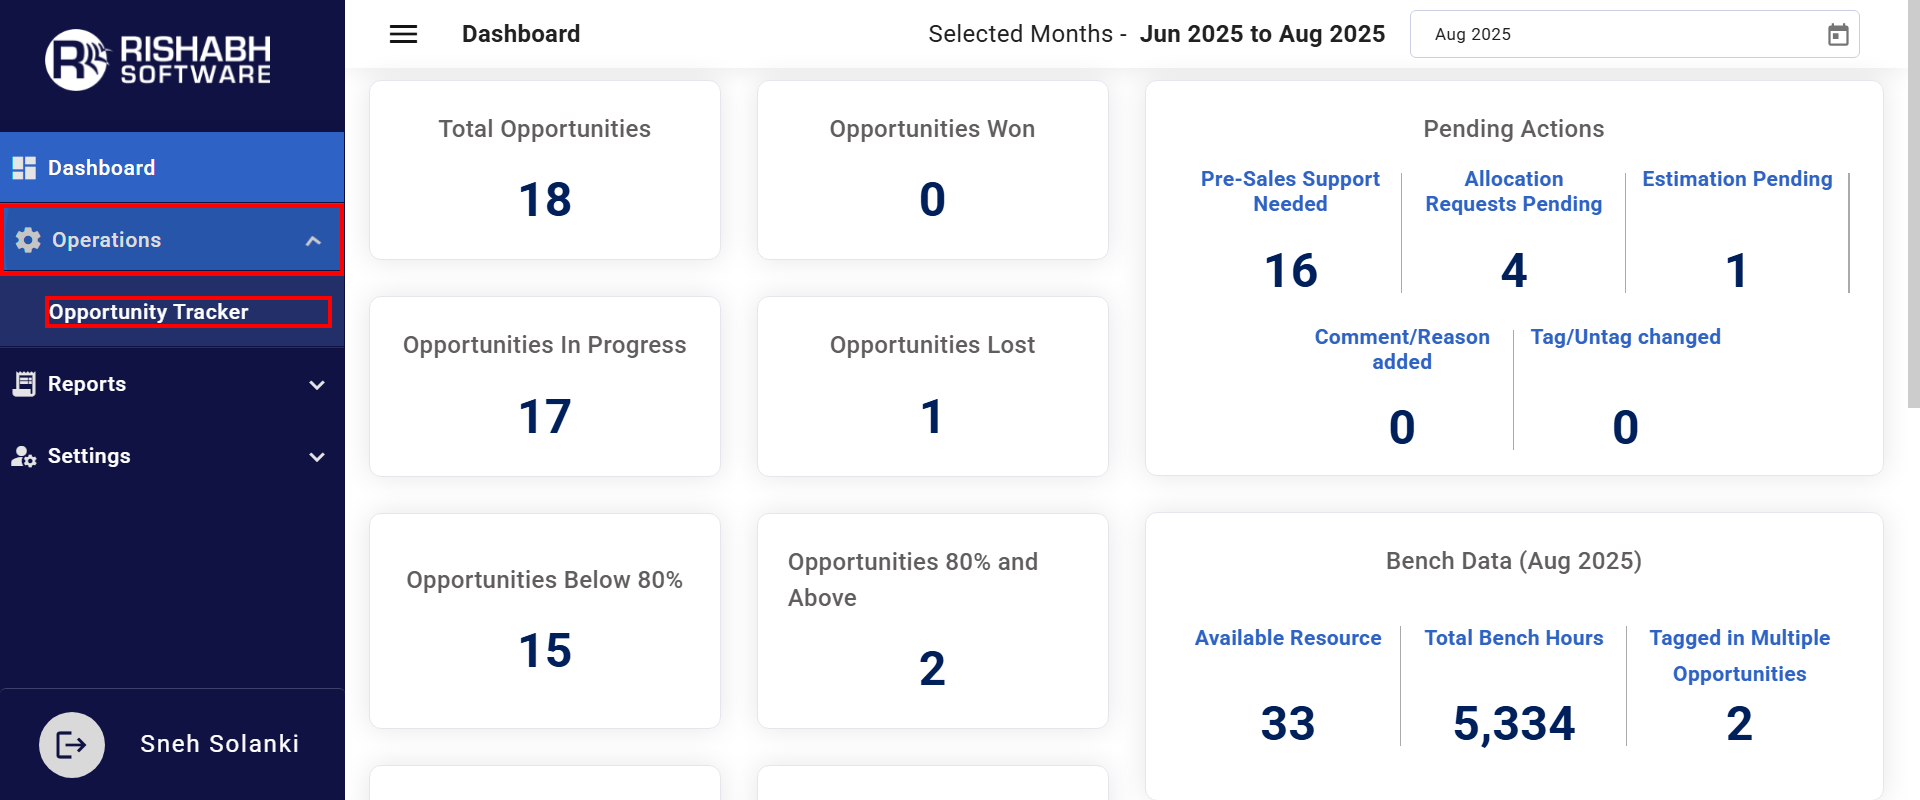 RISHABH
SOFTWARE
Dashboard
Operations
Opportunity Tracker
Reports
Settings
Sneh Solanki
Dashboard
Selected Months - Jun 2025 to Aug 2025
Aug 2025
Total Opportunities
18
Opportunities Won
0
Opportunities In Progress
17
Opportunities Lost
1
Opportunities Below 80%
15
Opportunities 80% and
Above
2
Pending Actions
Pre-Sales Support
Needed
16
Allocation
Requests Pending
4
Estimation Pending
1
Comment/Reason
added
0
Tag/Untag changed
0
Bench Data (Aug 2025)
Available Resource
33
Total Bench Hours
5,334
Tagged in Multiple
Opportunities
2